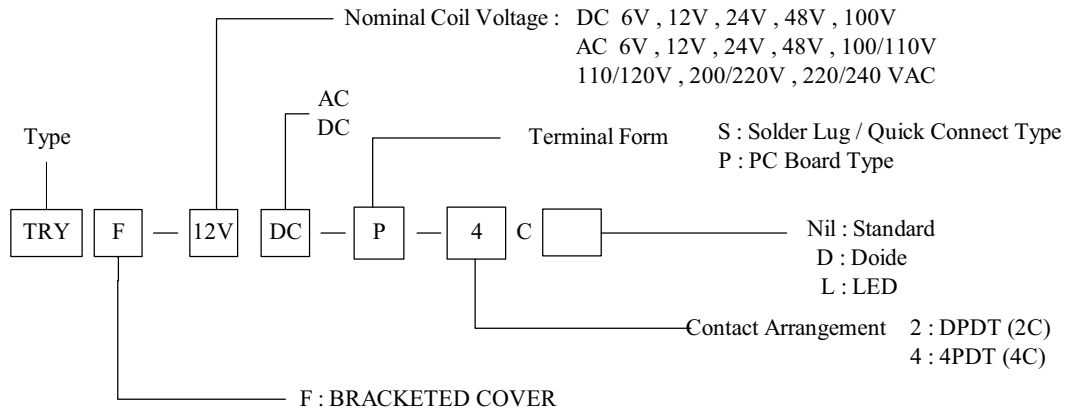 Nominal Coil Voltage : DC 6V , 12V , 24V , 48V , 100V
AC 6V , 12V , 24V , 48V , 100/110V
110/120V , 200/220V , 220/240 VAC
AC
DC
Type
Terminal Form S : Solder Lug / Quick Connect Type
P : PC Board Type
TRY F — 12V DC — P — 4 C
Nil : Standard
D : Doide
L : LED
Contact Arrangement 2 : DPDT (2C)
4 : 4PDT (4C)
F : BRACKETED COVER